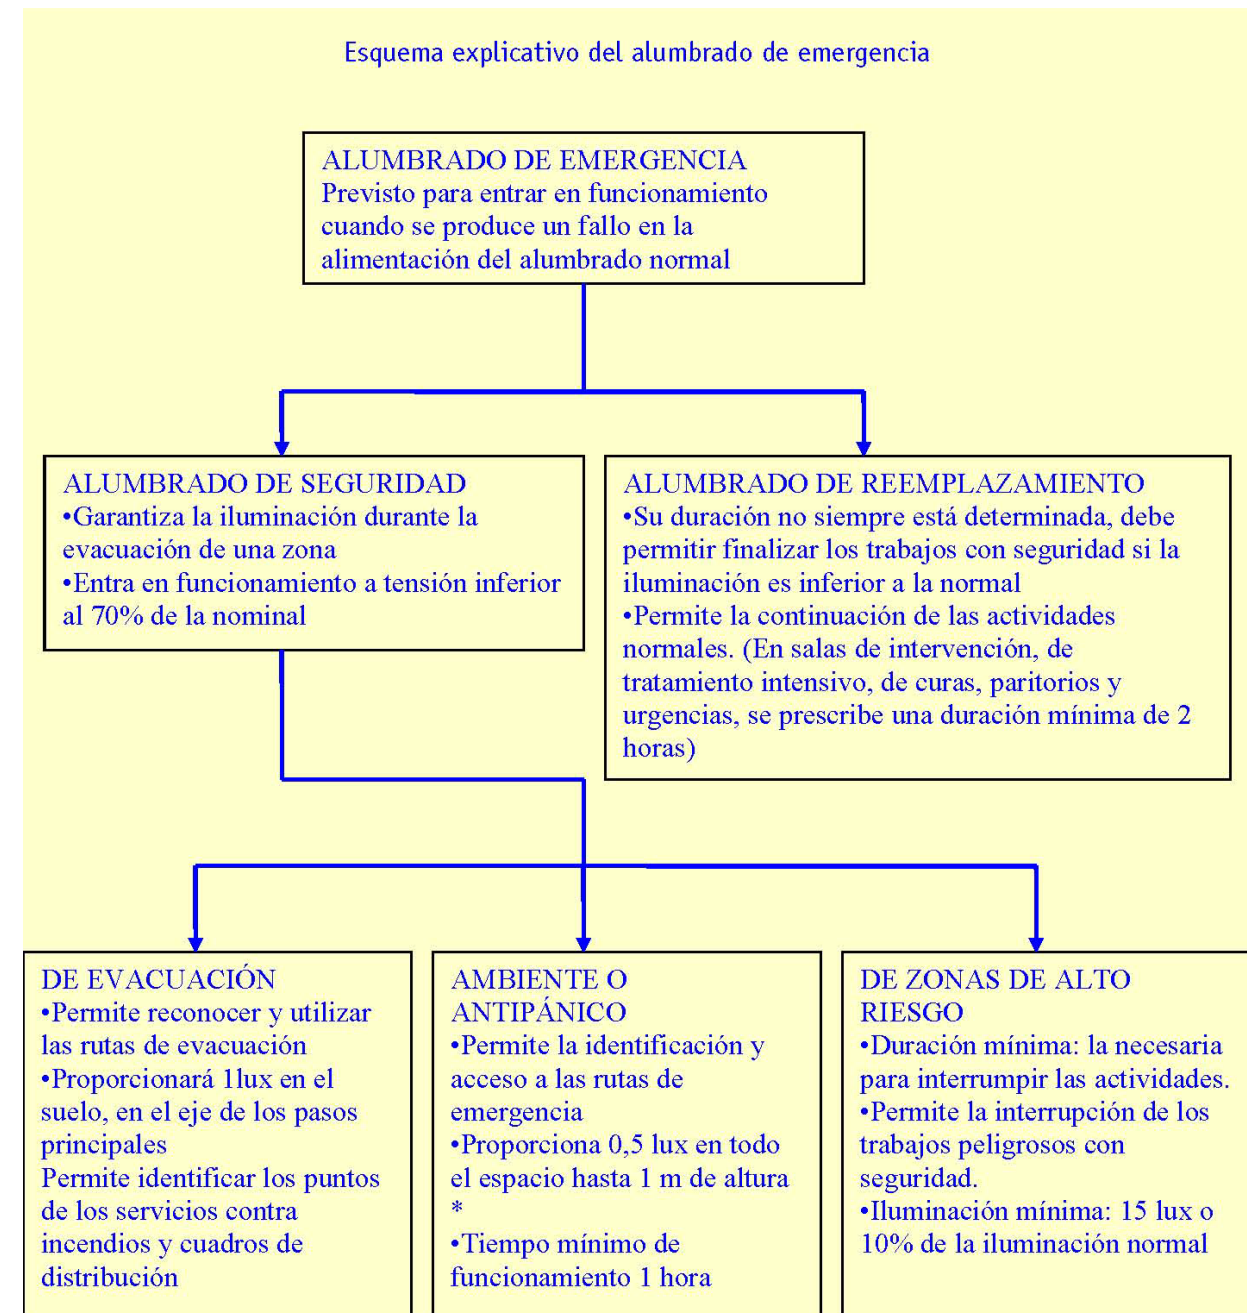 Esquema explicativo del alumbrado de emergencia
ALUMBRADO DE EMERGENCIA
Previsto para entrar en funcionamiento
cuando se produce un fallo en la
alimentación del alumbrado normal
ALUMBRADO DE SEGURIDAD
•Garantiza la iluminación durante la
evacuación de una zona
•Entra en funcionamiento a tensión inferior
al 70% de la nominal
ALUMBRADO DE REEMPLAZAMIENTO
•Su duración no siempre está determinada, debe
permitir finalizar los trabajos con seguridad si la
iluminación es inferior a la normal
•Permite la continuación de las actividades
normales. (En salas de intervención, de
tratamiento intensivo, de curas, paritorios y
urgencias, se prescribe una duración mínima de 2
horas)
DE EVACUACIÓN
•Permite reconocer y utilizar
las rutas de evacuación
•Proporcionará 1lux en el
suelo, en el eje de los pasos
principales
Permite identificar los puntos
de los servicios contra
incendios y cuadros de
distribución
AMBIENTE O
ANTIPÁNICO
•Permite la identificación y
acceso a las rutas de
emergencia
•Proporciona 0,5 lux en todo
el espacio hasta 1 m de altura
*
•Tiempo mínimo de
funcionamiento 1 hora
DE ZONAS DE ALTO
RIESGO
•Duración mínima: la necesaria
para interrumpir las actividades.
•Permite la interrupción de los
trabajos peligrosos con
seguridad.
•Iluminación mínima: 15 lux o
10% de la iluminación normal